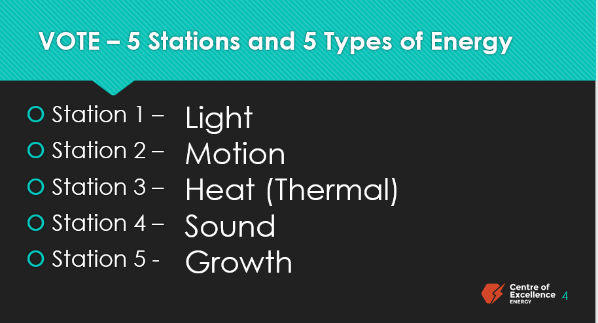 VOTE – 5 Stations and 5 Types of Energy
Station 1 – Light
Station 2 – Motion
Station 3 – Heat (Thermal)
Station 4 – Sound
Station 5 - Growth
Centre of
Excellence
ENERGY
4